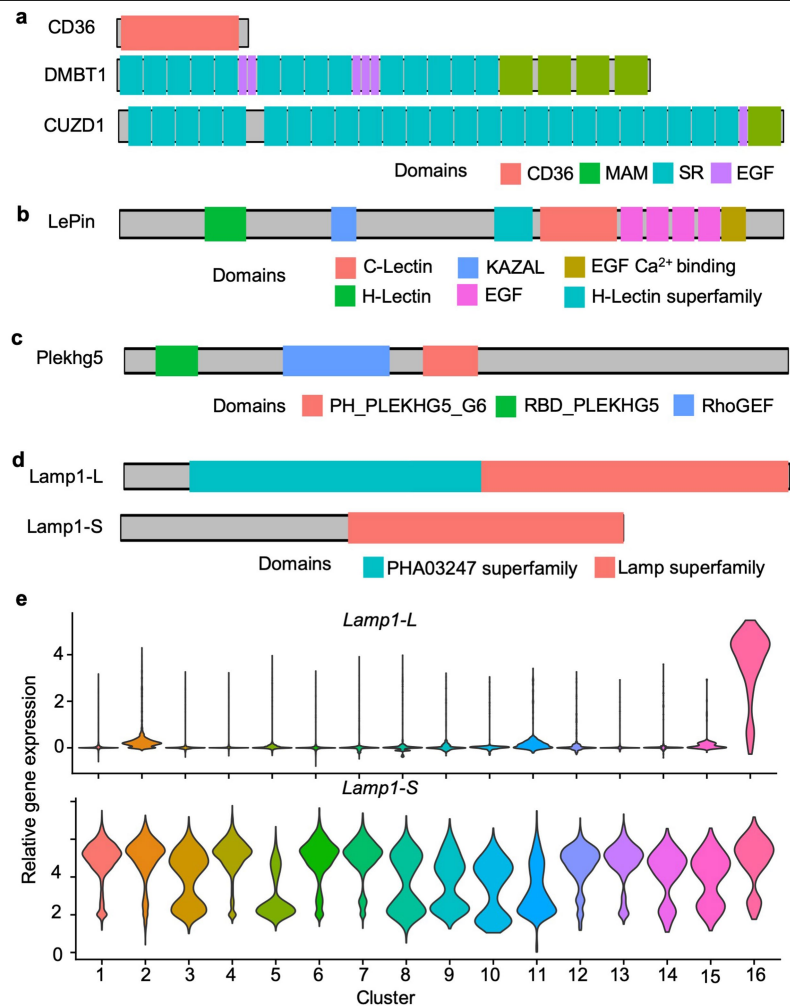 a
CD36
DMBT1
CUZD1
Domains CD36 MAM SR EGF
b
LePin
Domains
C-Lectin KAZAL EGF Ca²⁺ binding
H-Lectin EGF H-Lectin superfamily
c
Plekhg5
Domains PH_PLEKHG5_G6 RBD_PLEKHG5 RhoGEF
d
Lamp1-L
Lamp1-S
Domains PHA03247 superfamily Lamp superfamily
e
Lamp1-L
4
2
0
Relative gene expression
Lamp1-S
4
2
0
1 2 3 4 5 6 7 8 9 10 11 12 13 14 15 16
Cluster